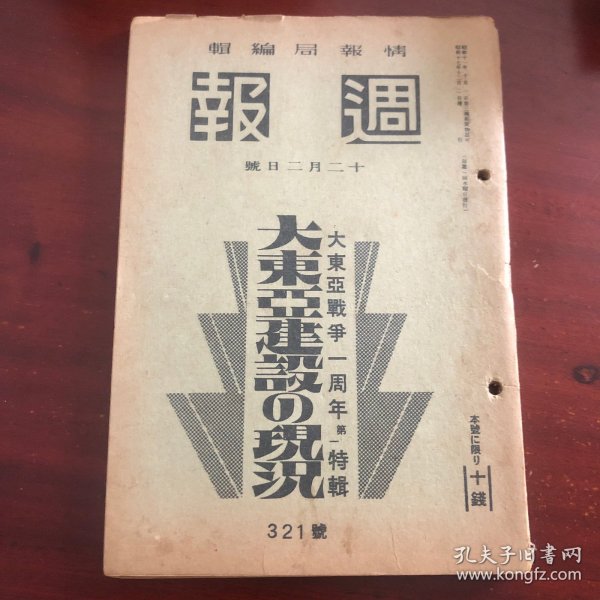 情報局編輯
週報
十二月二日號
大東亞戰爭一周年第一特輯
大東亞建設の現況
本號に限り十錢
321號
孔夫子旧书网
www.kongfz.com